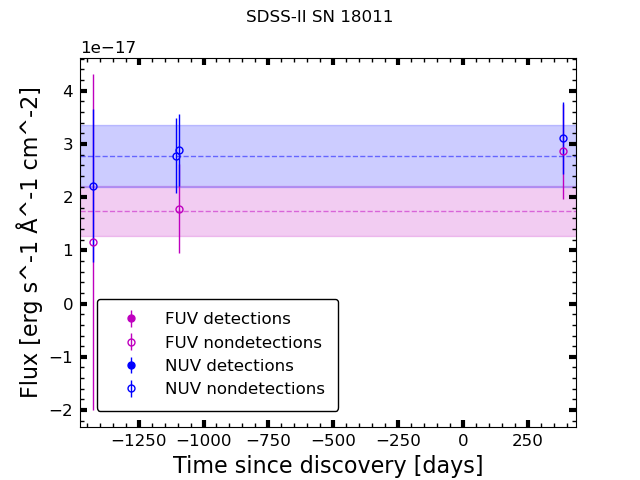 SDSS-II SN 18011
1e−17
4
3
2
1
0
−1
−2
Flux [erg s^-1 Å^-1 cm^-2]
FUV detections
FUV nondetections
NUV detections
NUV nondetections
−1250 −1000 −750 −500 −250 0 250
Time since discovery [days]